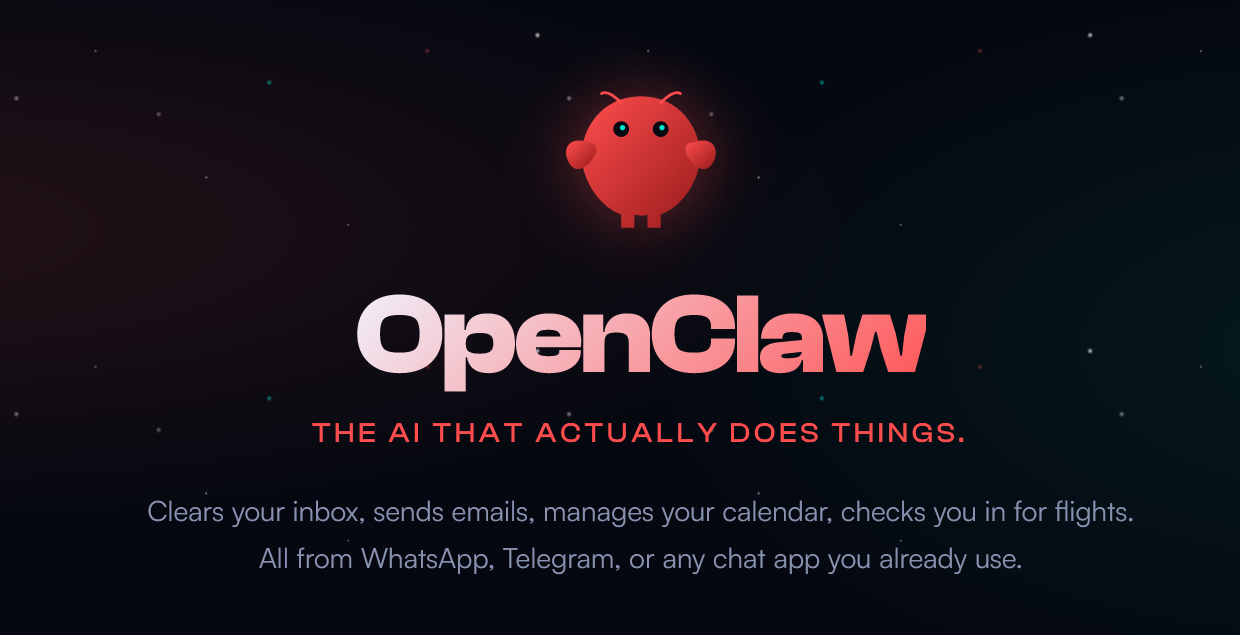 OpenClaw
THE AI THAT ACTUALLY DOES THINGS.
Clears your inbox, sends emails, manages your calendar, checks you in for flights.
All from WhatsApp, Telegram, or any chat app you already use.